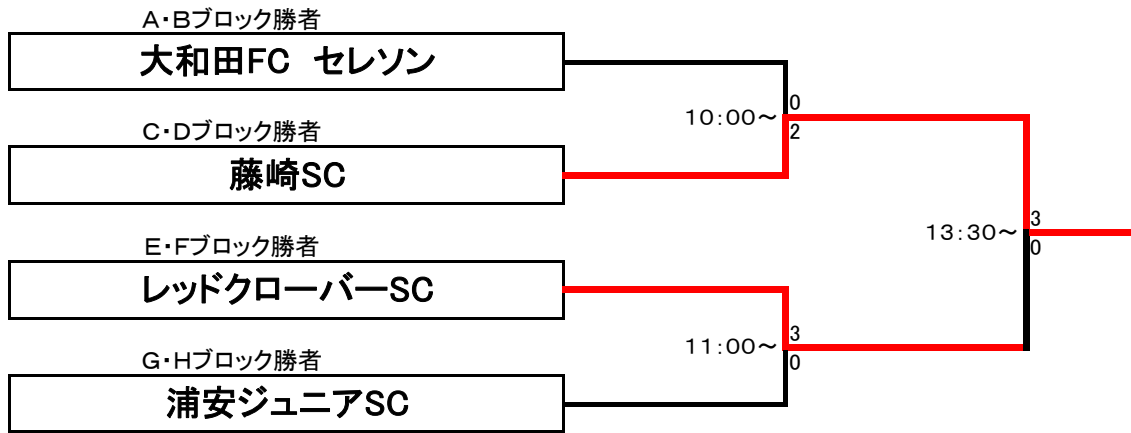 A・Bブロック勝者
大和田FC　セレソン
0
10：00～
2
C・Dブロック勝者
藤崎SC
3
13：30～
0
E・Fブロック勝者
レッドクローバーSC
3
11：00～
0
G・Hブロック勝者
浦安ジュニアSC